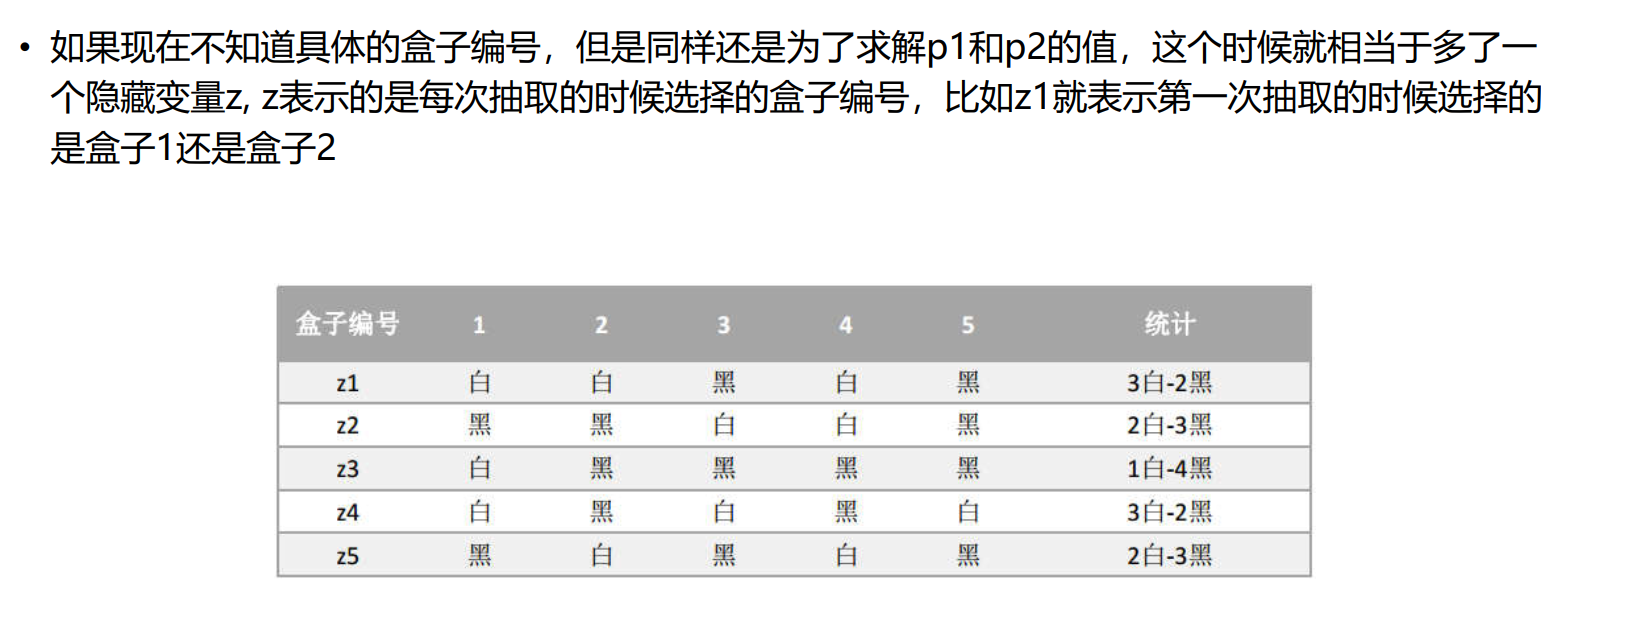 • 如果现在不知道具体的盒子编号，但是同样还是为了求解p1和p2的值，这个时候就相当于多了一
个隐藏变量z, z表示的是每次抽取的时候选择的盒子编号，比如z1就表示第一次抽取的时候选择的
是盒子1还是盒子2
盒子编号 1 2 3 4 5 统计
z1 白 白 黑 白 黑 3白-2黑
z2 黑 黑 白 白 黑 2白-3黑
z3 白 黑 黑 黑 黑 1白-4黑
z4 白 黑 白 黑 白 3白-2黑
z5 黑 白 黑 白 黑 2白-3黑